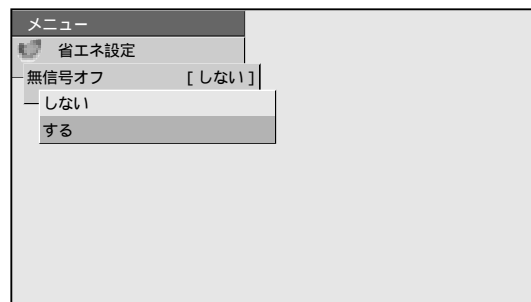 メニュー
省エネ設定
無信号オフ [しない]
しない
する